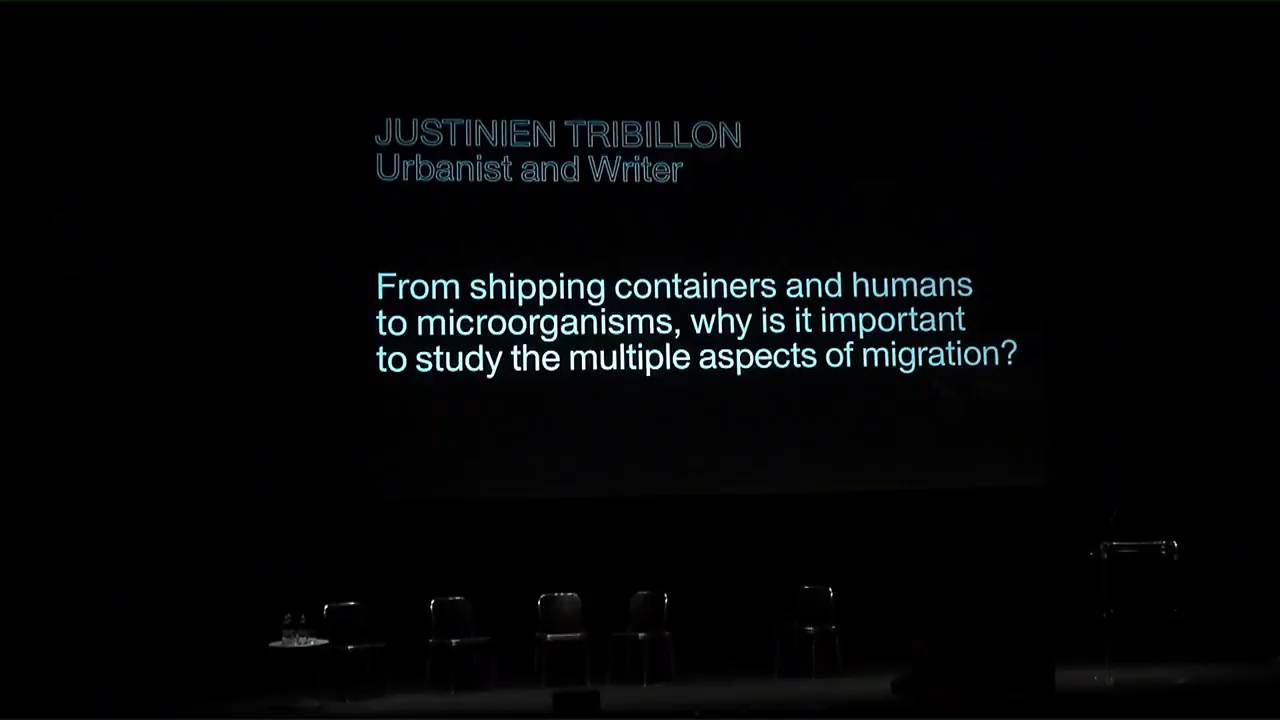 JUSTINIEN TRIBILLON
Urbanist and Writer
From shipping containers and humans
to microorganisms, why is it important
to study the multiple aspects of migration?